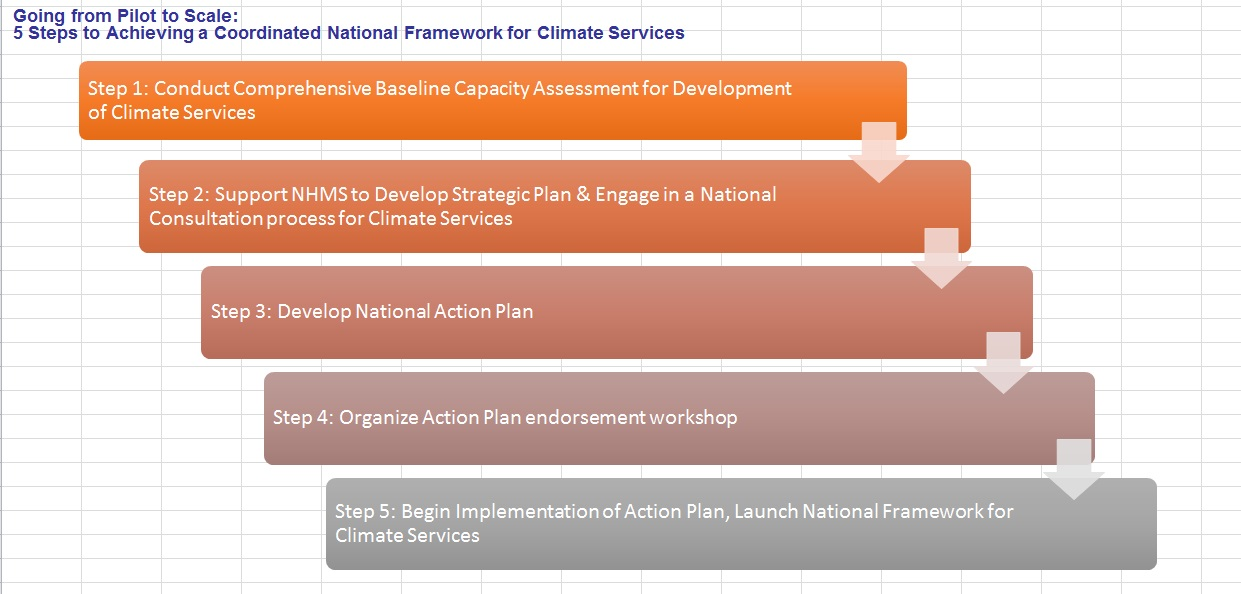 Going from Pilot to Scale:
5 Steps to Achieving a Coordinated National Framework for Climate Services
Step 1: Conduct Comprehensive Baseline Capacity Assessment for Development
of Climate Services
Step 2: Support NHMS to Develop Strategic Plan & Engage in a National
Consultation process for Climate Services
Step 3: Develop National Action Plan
Step 4: Organize Action Plan endorsement workshop
Step 5: Begin Implementation of Action Plan, Launch National Framework for
Climate Services